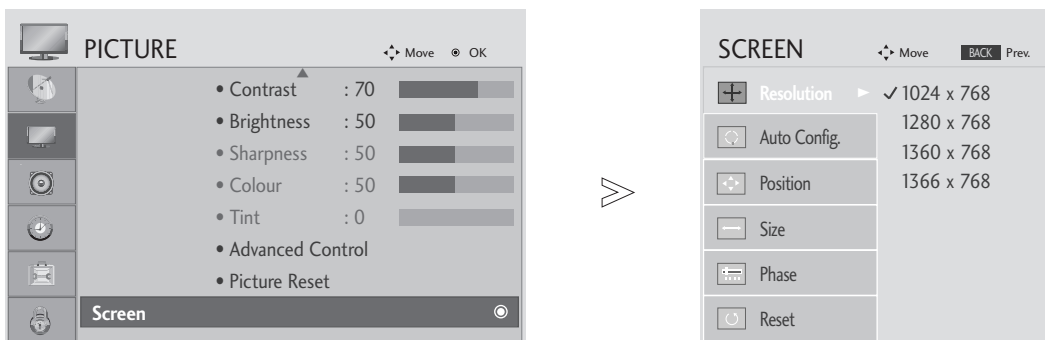 PICTURE
Move OK
• Contrast : 70
• Brightness : 50
• Sharpness : 50
• Colour : 50
• Tint : 0
• Advanced Control
• Picture Reset
Screen
SCREEN
Move BACK Prev.
Resolution ► ✓ 1024 x 768
1280 x 768
1360 x 768
1366 x 768
Auto Config.
Position
Size
Phase
Reset